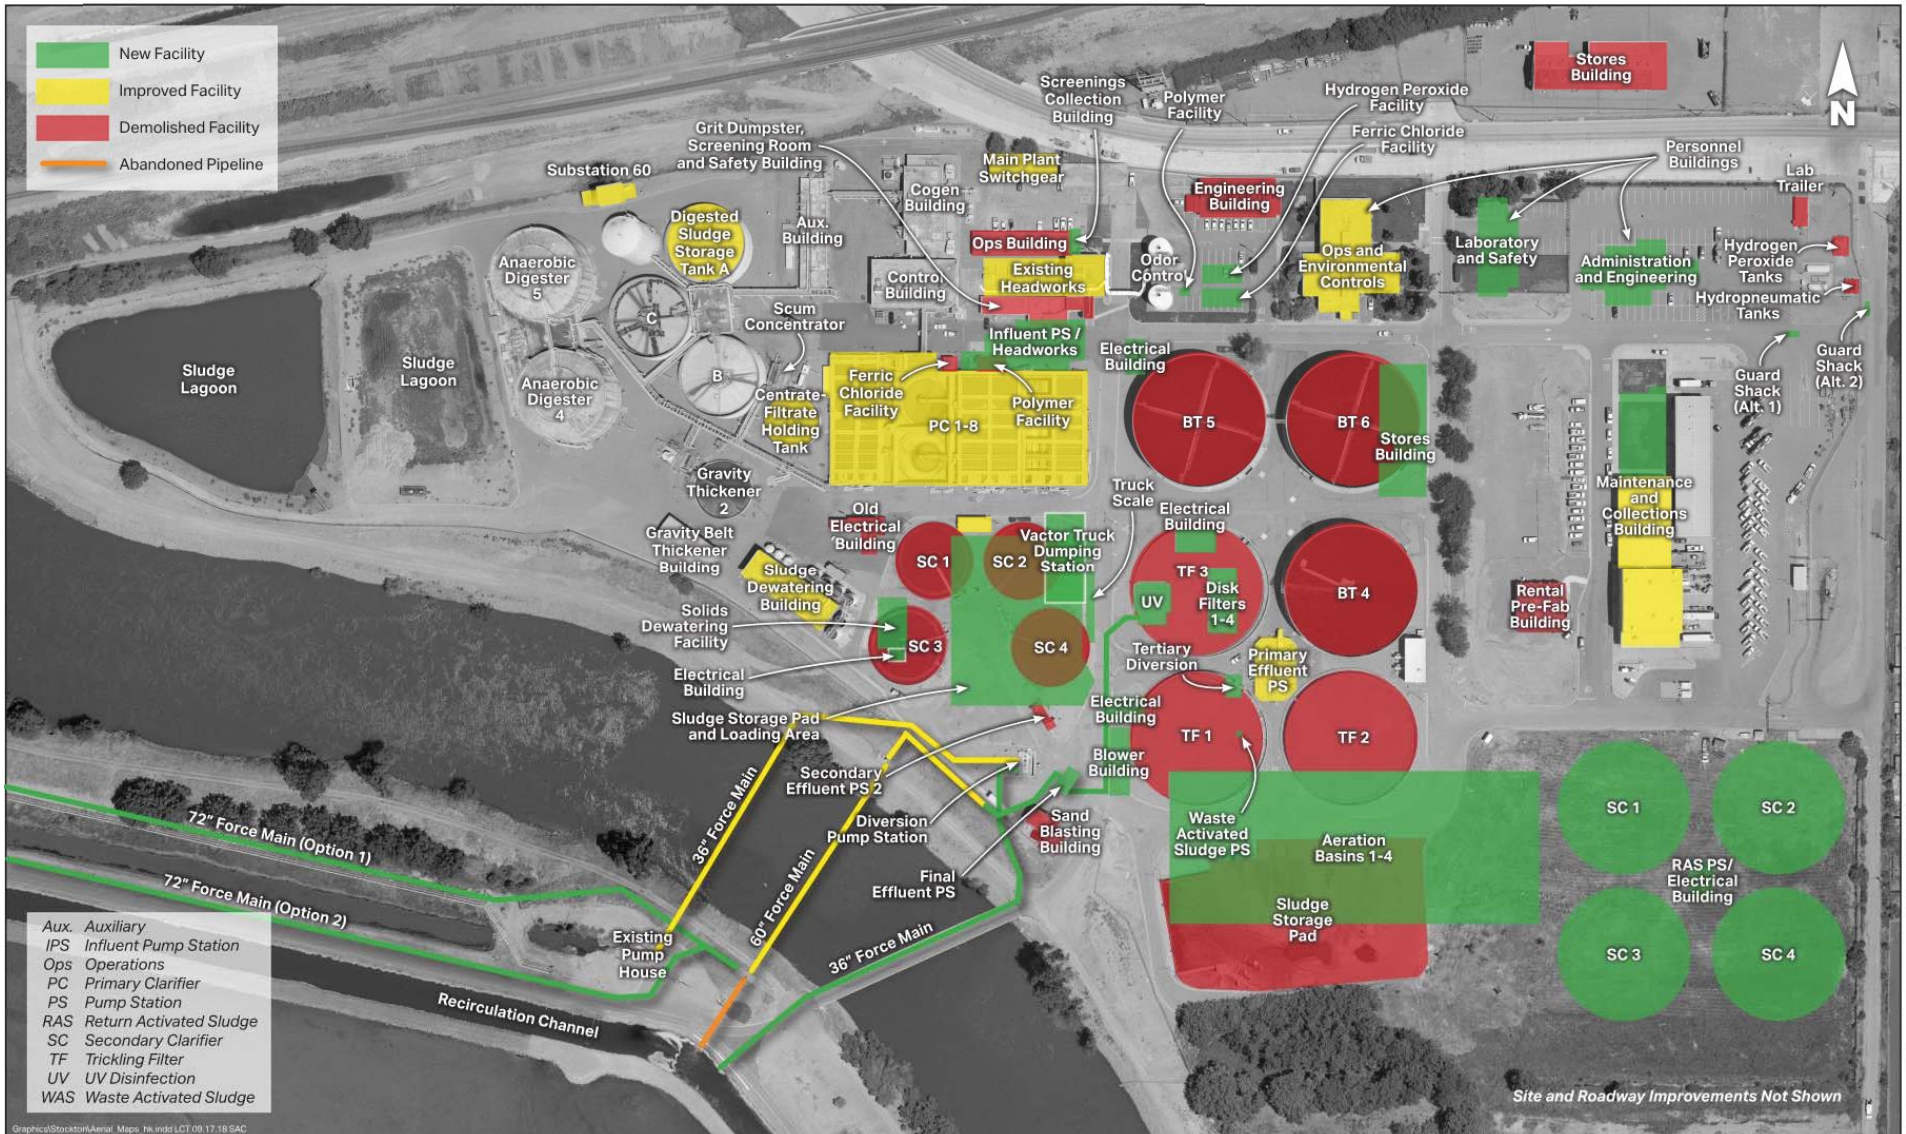 New Facility
Improved Facility
Demolished Facility
Abandoned Pipeline
Stores
Building
N
Screenings
Collection
Building
Polymer
Facility
Hydrogen Peroxide
Facility
Ferric Chloride
Facility
Grit Dumpster,
Screening Room
and Safety Building
Main Plant
Switchgear
Personnel
Buildings
Substation 60
Cogen
Building
Engineering
Building
Lab
Trailer
Digested
Sludge
Storage
Tank A
Aux.
Building
Ops Building
Odor
Control
Ops and
Environmental
Controls
Laboratory
and Safety
Administration
and Engineering
Hydrogen
Peroxide
Tanks
Hydropneumatic
Tanks
Anaerobic
Digester
5
Control
Building
Existing
Headworks
C
Scum
Concentrator
Influent PS /
Headworks
Electrical
Building
Guard
Shack
(Alt. 1)
Guard
Shack
(Alt. 2)
Sludge
Lagoon
Sludge
Lagoon
Anaerobic
Digester
4
B
Centrate-
Filtrate
Holding
Tank
Ferric
Chloride
Facility
PC 1-8
Polymer
Facility
BT 5
BT 6
Stores
Building
Gravity
Thickener
2
Truck
Scale
Maintenance
and
Collections
Building
Gravity Belt
Thickener
Building
Old
Electrical
Building
Electrical
Building
SC 1
SC 2
Vactor Truck
Dumping
Station
TF 3
Disk
Filters
1-4
UV
BT 4
Rental
Pre-Fab
Building
Sludge
Dewatering
Building
Solids
Dewatering
Facility
SC 3
SC 4
Electrical
Building
Tertiary
Diversion
Primary
Effluent
PS
Sludge Storage Pad
and Loading Area
Electrical
Building
TF 1
TF 2
Secondary
Effluent PS 2
Blower
Building
36" Force Main
Diversion
Pump Station
Sand
Blasting
Building
Waste
Activated
Sludge PS
Aeration
Basins 1-4
SC 1
SC 2
72" Force Main (Option 1)
72" Force Main (Option 2)
60" Force Main
Final
Effluent PS
RAS PS/
Electrical
Building
Sludge
Storage
Pad
Existing
Pump
House
36" Force Main
SC 3
SC 4
Recirculation Channel
Aux. Auxiliary
IPS Influent Pump Station
Ops Operations
PC Primary Clarifier
PS Pump Station
RAS Return Activated Sludge
SC Secondary Clarifier
TF Trickling Filter
UV UV Disinfection
WAS Waste Activated Sludge
Site and Roadway Improvements Not Shown
Graphics\Stockton\Aerial_Maps_hk.indd LCT 09.17.18 SAC